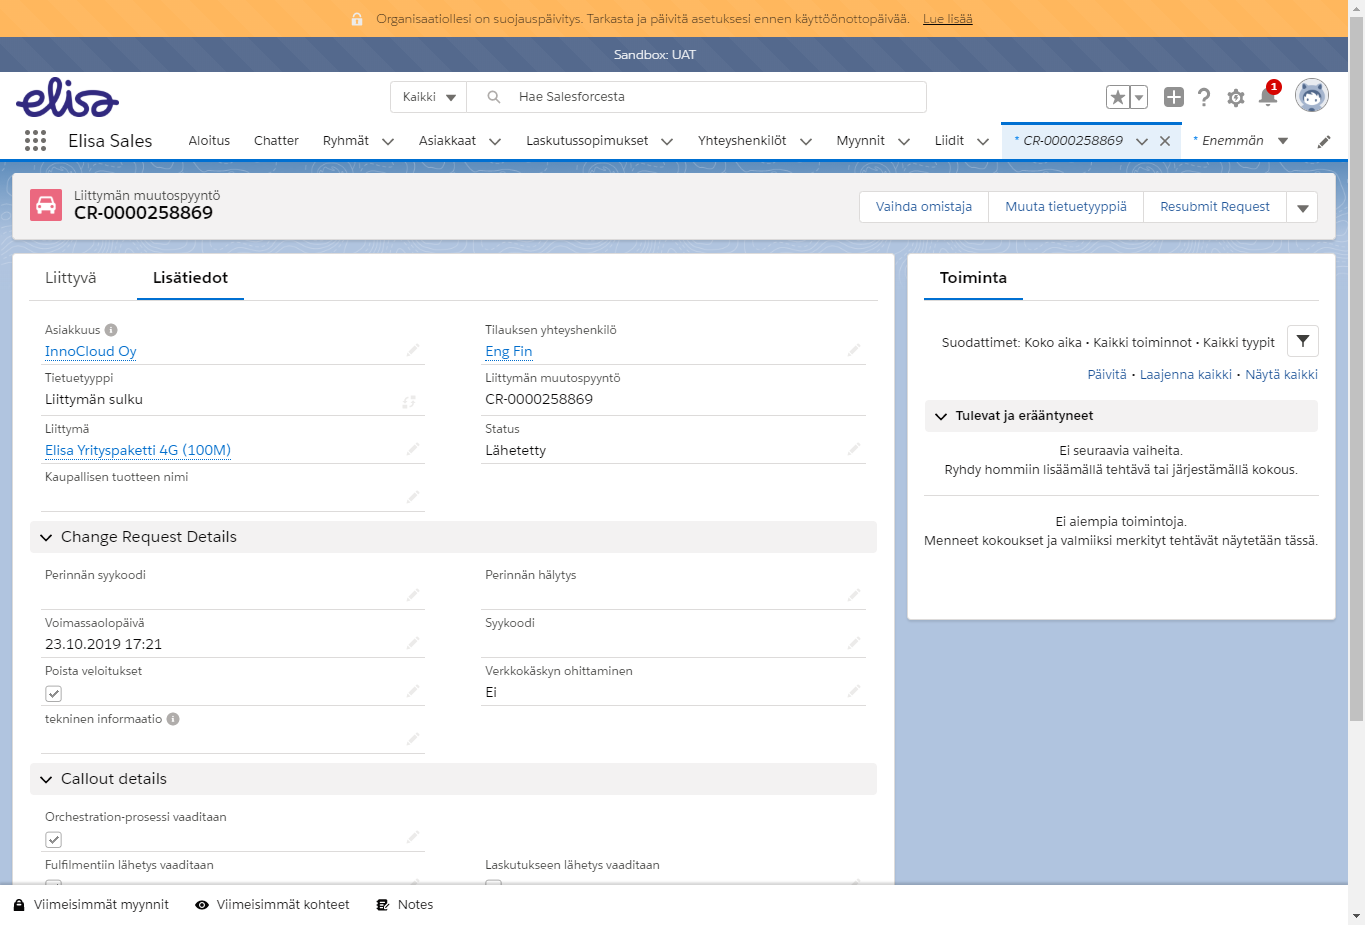 Organisaatiollesi on suojauspäivitys. Tarkasta ja päivitä asetuksesi ennen käyttöönottopäivää. Lue lisää
Sandbox: UAT
elisa
Kaikki
Hae Salesforcesta
1
Elisa Sales
Aloitus
Chatter
Ryhmät
Asiakkaat
Laskutussopimukset
Yhteyshenkilöt
Myynnit
Liidit
* CR-0000258869
* Enemmän
Liittymän muutospyyntö
CR-0000258869
Vaihda omistaja
Muuta tietuetyyppiä
Resubmit Request
Liittyvä
Lisätiedot
Asiakkuus
InnoCloud Oy
Tilauksen yhteyshenkilö
Eng Fin
Tietuetyyppi
Liittymän sulku
Liittymän muutospyyntö
CR-0000258869
Liittymä
Elisa Yrityspaketti 4G (100M)
Status
Lähetetty
Kaupallisen tuotteen nimi
Change Request Details
Perinnän syykoodi
Perinnän hälytys
Voimassaolopäivä
23.10.2019 17:21
Syykoodi
Poista veloitukset
Verkkokäskyn ohittaminen
Ei
tekninen informaatio
Callout details
Orchestration-prosessi vaaditaan
Fulfilmentiin lähetys vaaditaan
Laskutukseen lähetys vaaditaan
Toiminta
Suodattimet: Koko aika • Kaikki toiminnot • Kaikki tyypit
Päivitä • Laajenna kaikki • Näytä kaikki
Tulevat ja erääntyneet
Ei seuraavia vaiheita.
Ryhdy hommiin lisäämällä tehtävä tai järjestämällä kokous.
Ei aiempia toimintoja.
Menneet kokoukset ja valmiiksi merkityt tehtävät näytetään tässä.
Viimeisimmät myynnit
Viimeisimmät kohteet
Notes